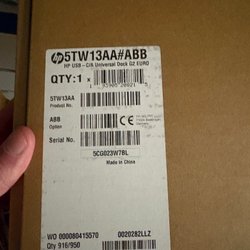 hp 5TW13AA#ABB
HP USB - C/A Universal Dock G2 EURO
QTY:1
5TW13AA
Product No.
ABB
Option
Serial No.
5CG023W78L
Made in China
WO 000080415570
0020282LLZ
Qty 916/950